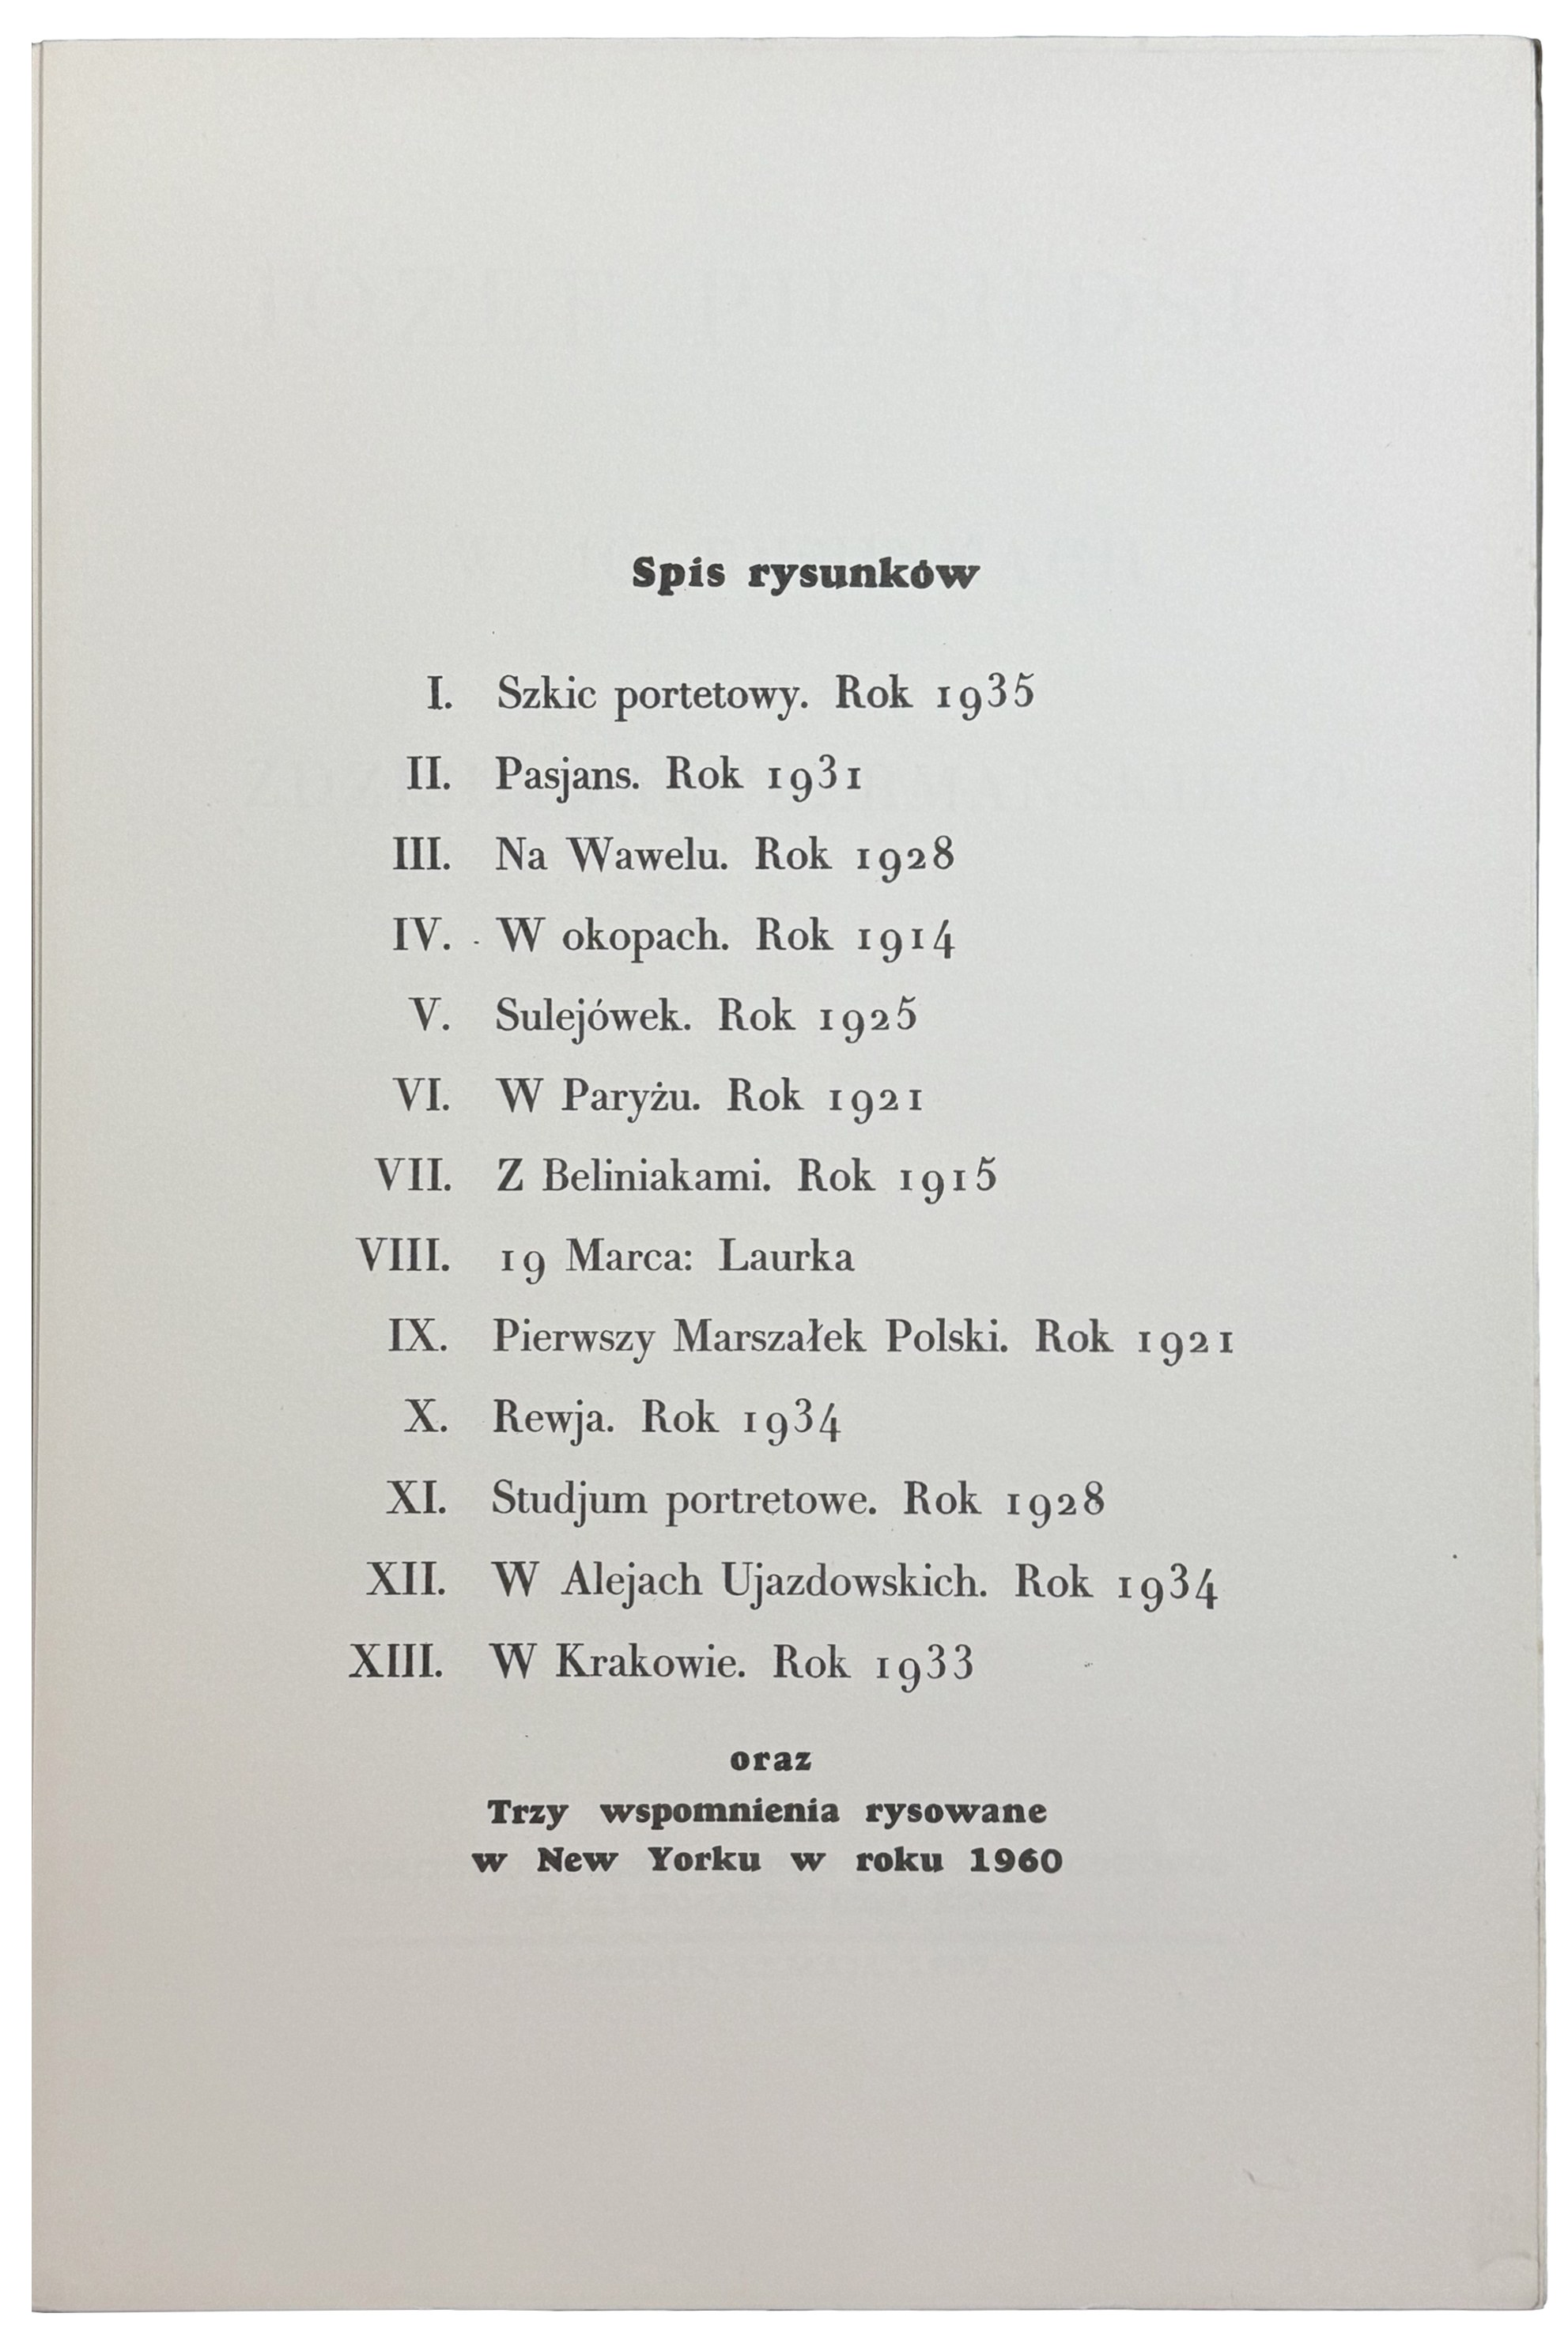 Spis rysunków
I. Szkic portetowy. Rok 1935
II. Pasjans. Rok 1931
III. Na Wawelu. Rok 1928
IV. W okopach. Rok 1914
V. Sulejówek. Rok 1925
VI. W Paryżu. Rok 1921
VII. Z Beliniakami. Rok 1915
VIII. 19 Marca: Laurka
IX. Pierwszy Marszałek Polski. Rok 1921
X. Rewja. Rok 1934
XI. Studjum portretowe. Rok 1928
XII. W Alejach Ujazdowskich. Rok 1934
XIII. W Krakowie. Rok 1933
oraz
Trzy wspomnienia rysowane
w New Yorku w roku 1960